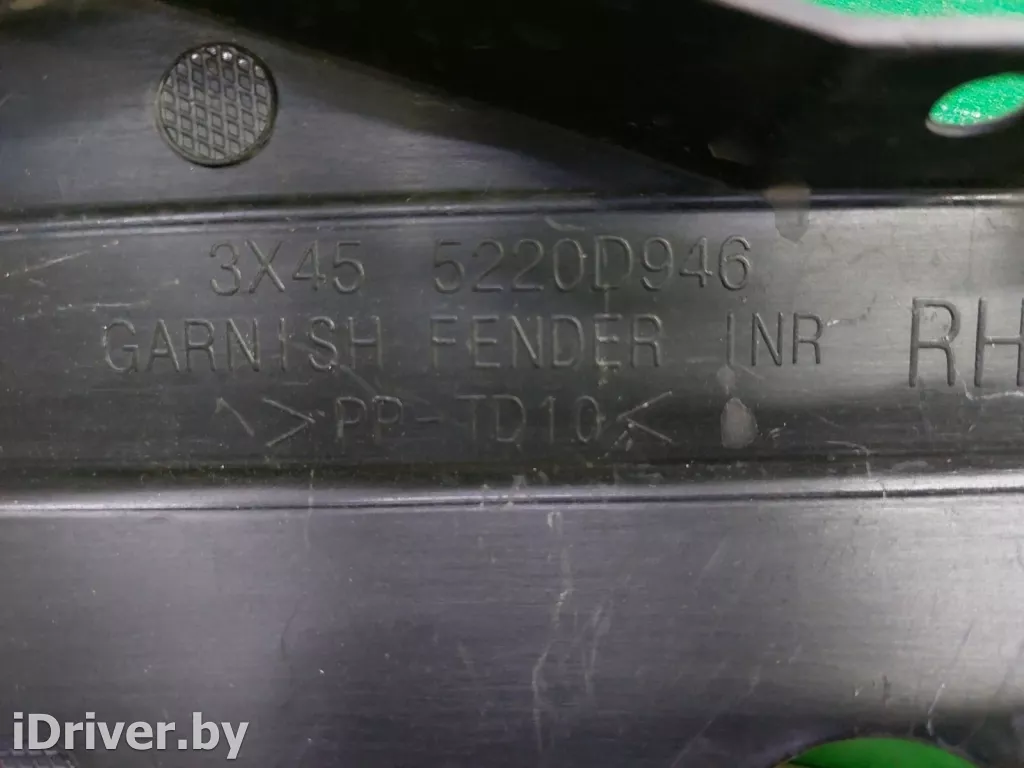 3X45 5220D946
GARNISH FENDER INR RH
>PP-TD10<
iDriver.by